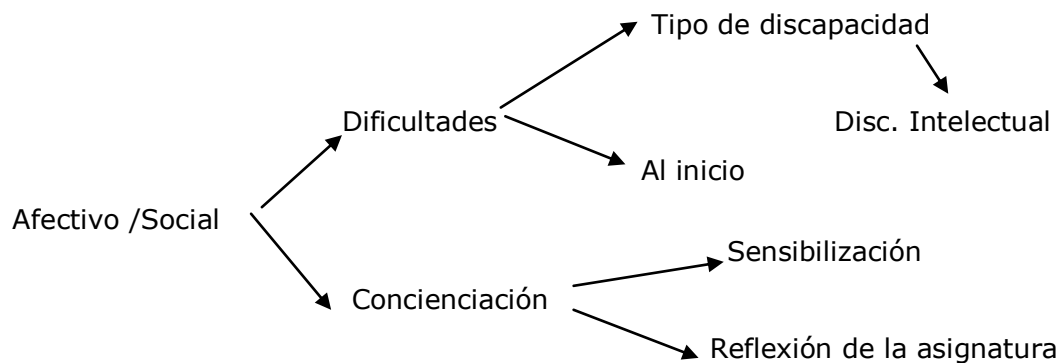 Tipo de discapacidad
Dificultades
Disc. Intelectual
Al inicio
Afectivo /Social
Sensibilización
Concienciación
Reflexión de la asignatura